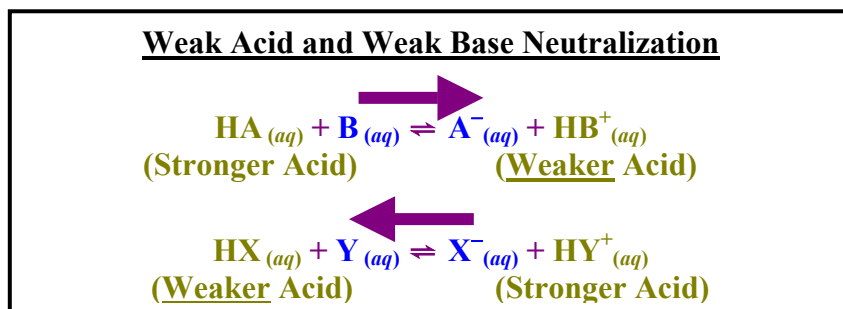 Weak Acid and Weak Base Neutralization
HA (aq) + B (aq) ⇌ A⁻(aq) + HB⁺(aq)
(Stronger Acid) (Weaker Acid)
HX (aq) + Y (aq) ⇌ X⁻(aq) + HY⁺(aq)
(Weaker Acid) (Stronger Acid)